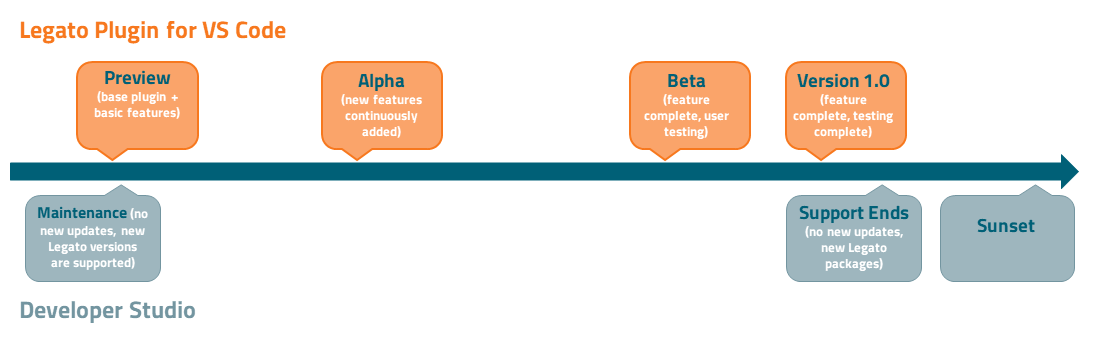 Legato Plugin for VS Code
Preview
(base plugin +
basic features)
Alpha
(new features
continuously
added)
Beta
(feature
complete, user
testing)
Version 1.0
(feature
complete, testing
complete)
Maintenance (no
new updates, new
Legato versions
are supported)
Support Ends
(no new updates,
new Legato
packages)
Sunset
Developer Studio